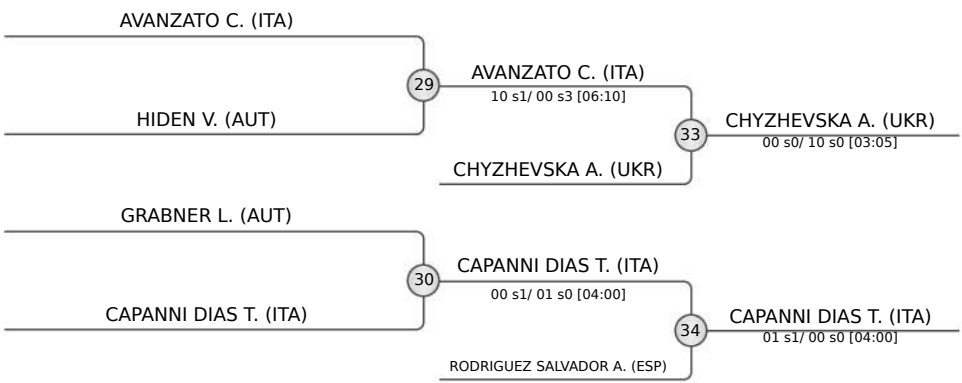 AVANZATO C. (ITA)
29
HIDEN V. (AUT)
AVANZATO C. (ITA)
10 s1/ 00 s3 [06:10]
33
CHYZHEVSKA A. (UKR)
CHYZHEVSKA A. (UKR)
00 s0/ 10 s0 [03:05]
GRABNER L. (AUT)
30
CAPANNI DIAS T. (ITA)
CAPANNI DIAS T. (ITA)
00 s1/ 01 s0 [04:00]
34
RODRIGUEZ SALVADOR A. (ESP)
CAPANNI DIAS T. (ITA)
01 s1/ 00 s0 [04:00]